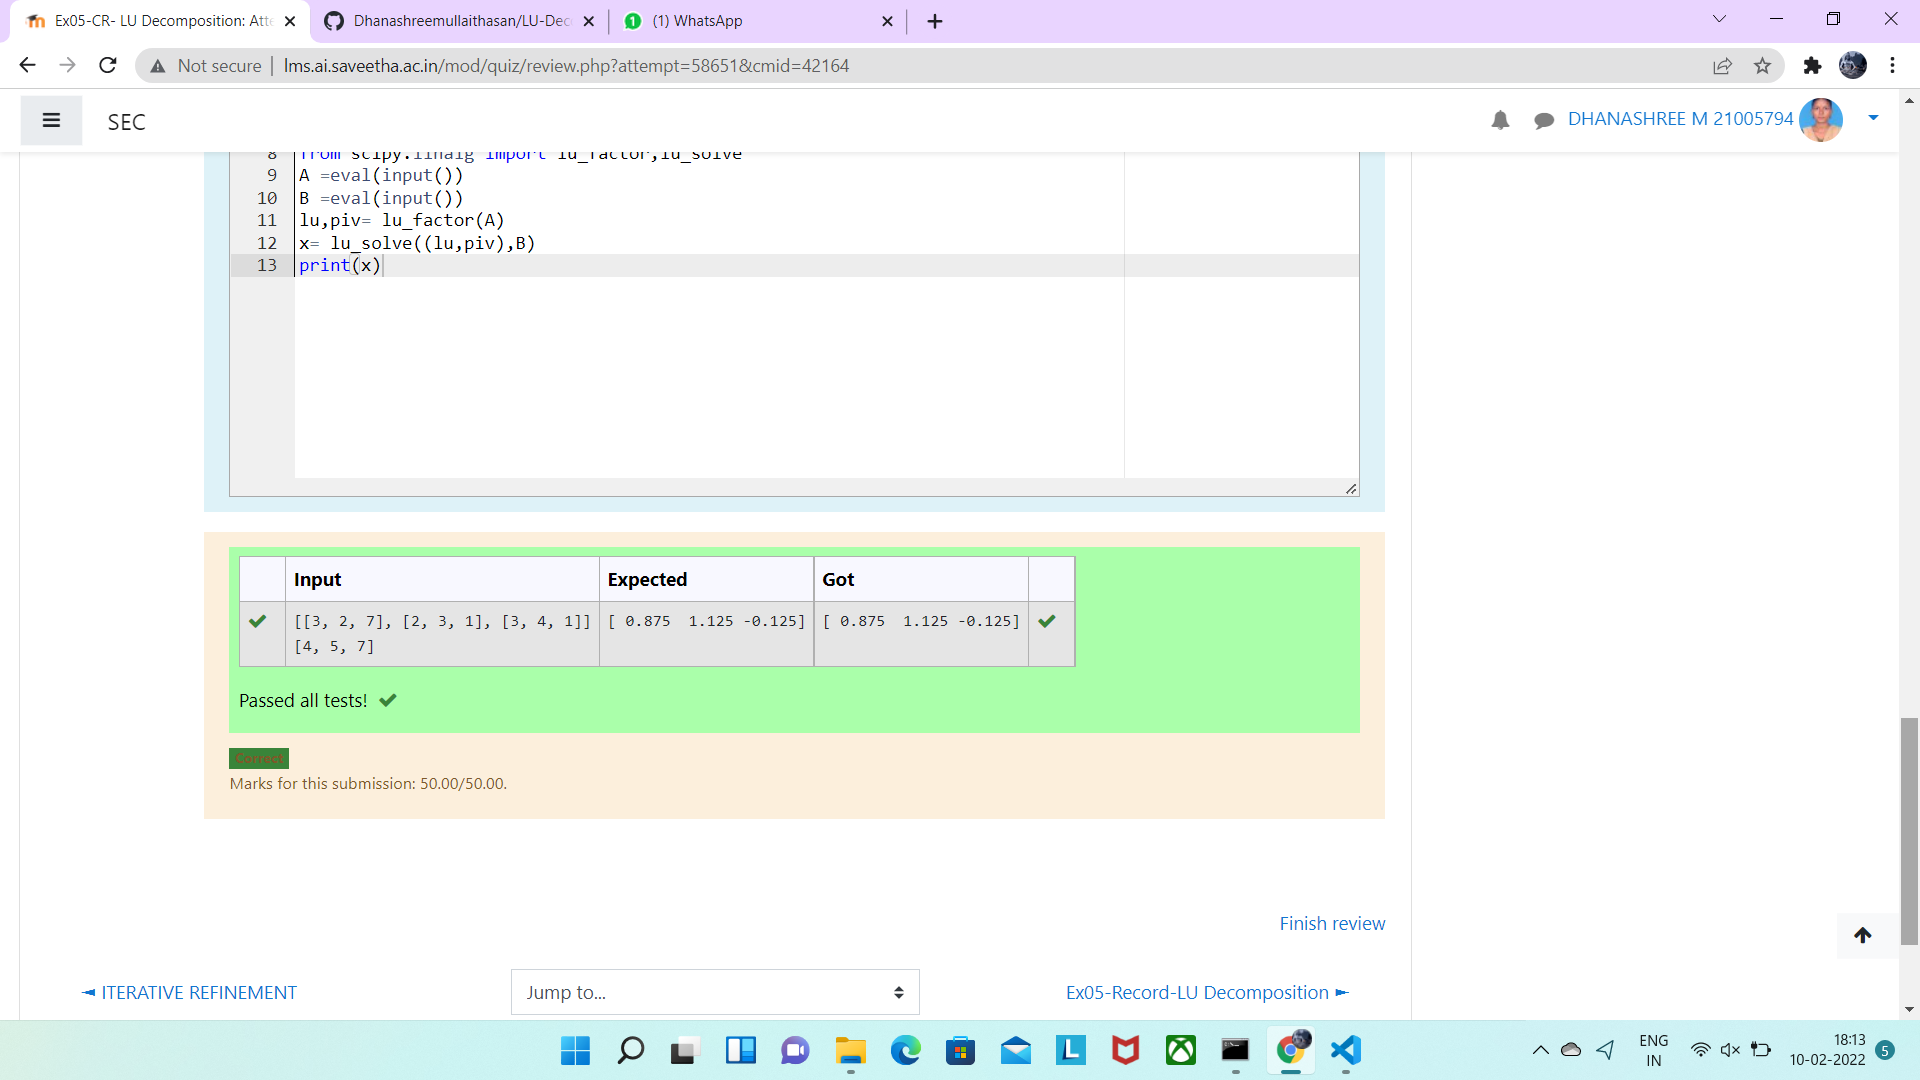 Ex05-CR- LU Decomposition: Atte
Dhanashreemullaithasan/LU-Dec
1 (1) WhatsApp
Not secure | lms.ai.saveetha.ac.in/mod/quiz/review.php?attempt=58651&cmid=42164
SEC
DHANASHREE M 21005794
8 from scipy.linalg import lu_factor,lu_solve
9 A =eval(input())
10 B =eval(input())
11 lu,piv= lu_factor(A)
12 x= lu_solve((lu,piv),B)
13 print(x)
Input Expected Got
[[3, 2, 7], [2, 3, 1], [3, 4, 1]] [ 0.875  1.125 -0.125] [ 0.875  1.125 -0.125]
[4, 5, 7]
Passed all tests!
Correct
Marks for this submission: 50.00/50.00.
Finish review
◄ ITERATIVE REFINEMENT
Jump to...
Ex05-Record-LU Decomposition ►
ENG
IN
18:13
10-02-2022
5